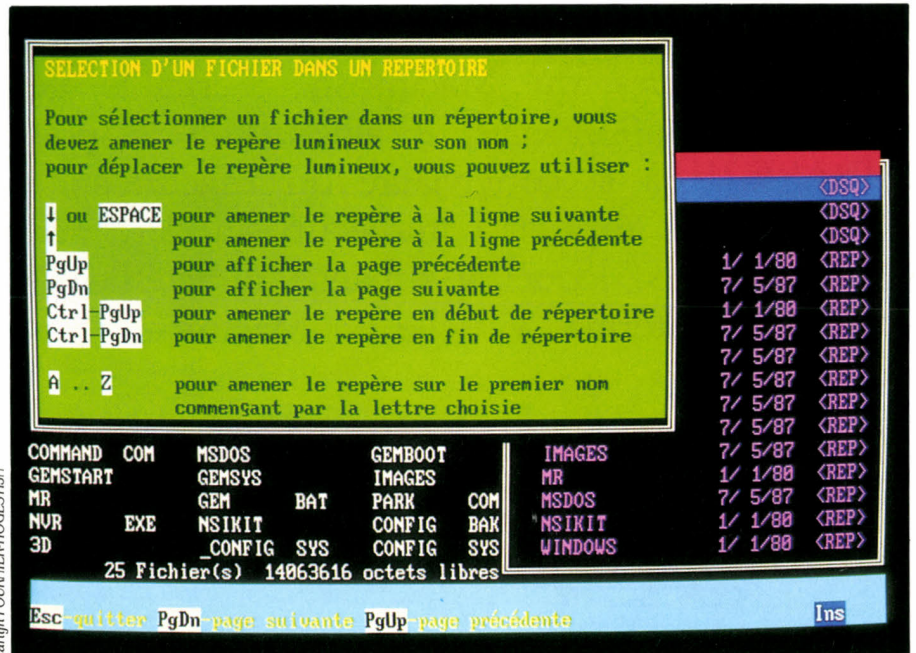 SELECTION D'UN FICHIER DANS UN REPERTOIRE
Pour sélectionner un fichier dans un répertoire, vous
devez amener le repère lumineux sur son nom ;
pour déplacer le repère lumineux, vous pouvez utiliser :
↓ ou ESPACE pour amener le repère à la ligne suivante
↑ pour amener le repère à la ligne précédente
PgUp pour afficher la page précédente
PgDn pour afficher la page suivante
Ctrl-PgUp pour amener le repère en début de répertoire
Ctrl-PgDn pour amener le repère en fin de répertoire
A .. Z pour amener le repère sur le premier nom
commençant par la lettre choisie
<DSQ>
<DSQ>
<DSQ>
1/ 1/80 <REP>
7/ 5/87 <REP>
1/ 1/80 <REP>
7/ 5/87 <REP>
7/ 5/87 <REP>
7/ 5/87 <REP>
7/ 5/87 <REP>
7/ 5/87 <REP>
IMAGES 7/ 5/87 <REP>
MR 1/ 1/80 <REP>
MSDOS 7/ 5/87 <REP>
NSIKIT 1/ 1/80 <REP>
WINDOWS 1/ 1/80 <REP>
COMMAND COM MSDOS GEMBOOT
GEMSTART GEMSYS IMAGES
MR GEM BAT PARK COM
NVR EXE NSIKIT CONFIG BAK
3D _CONFIG SYS CONFIG SYS
25 Fichier(s) 14063616 octets libres
Esc-quitter PgDn-page suivante PgUp-page précédente Ins